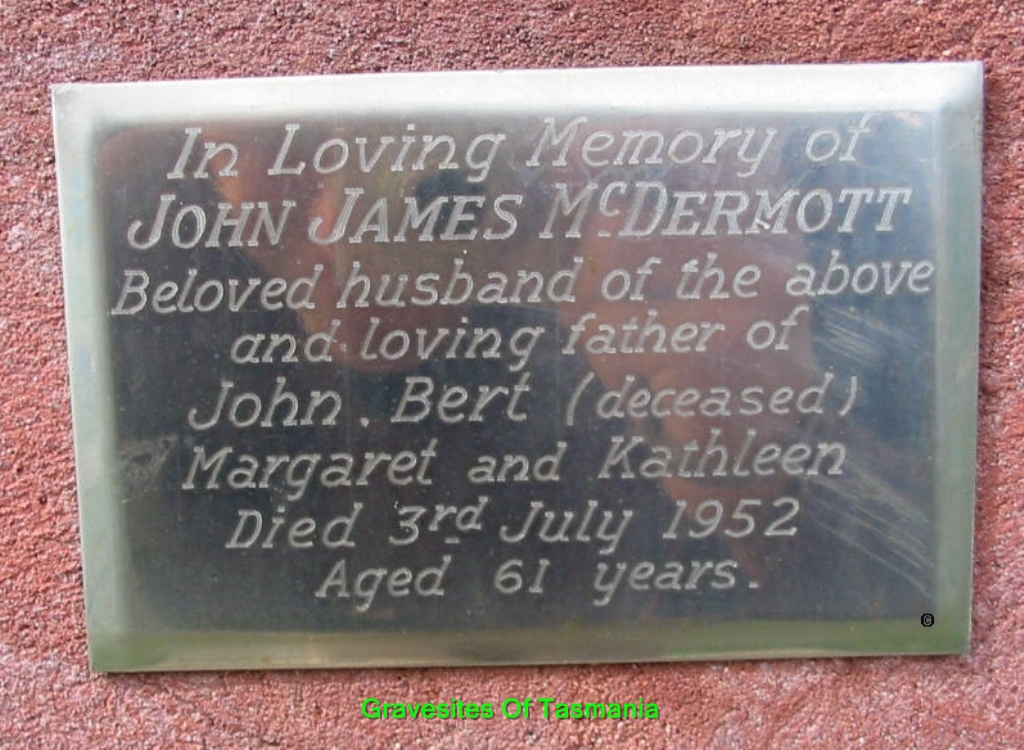 In Loving Memory of
JOHN JAMES McDERMOTT
Beloved husband of the above
and loving father of
John, Bert (deceased)
Margaret and Kathleen
Died 3rd July 1952
Aged 61 years.
©
Gravesites Of Tasmania